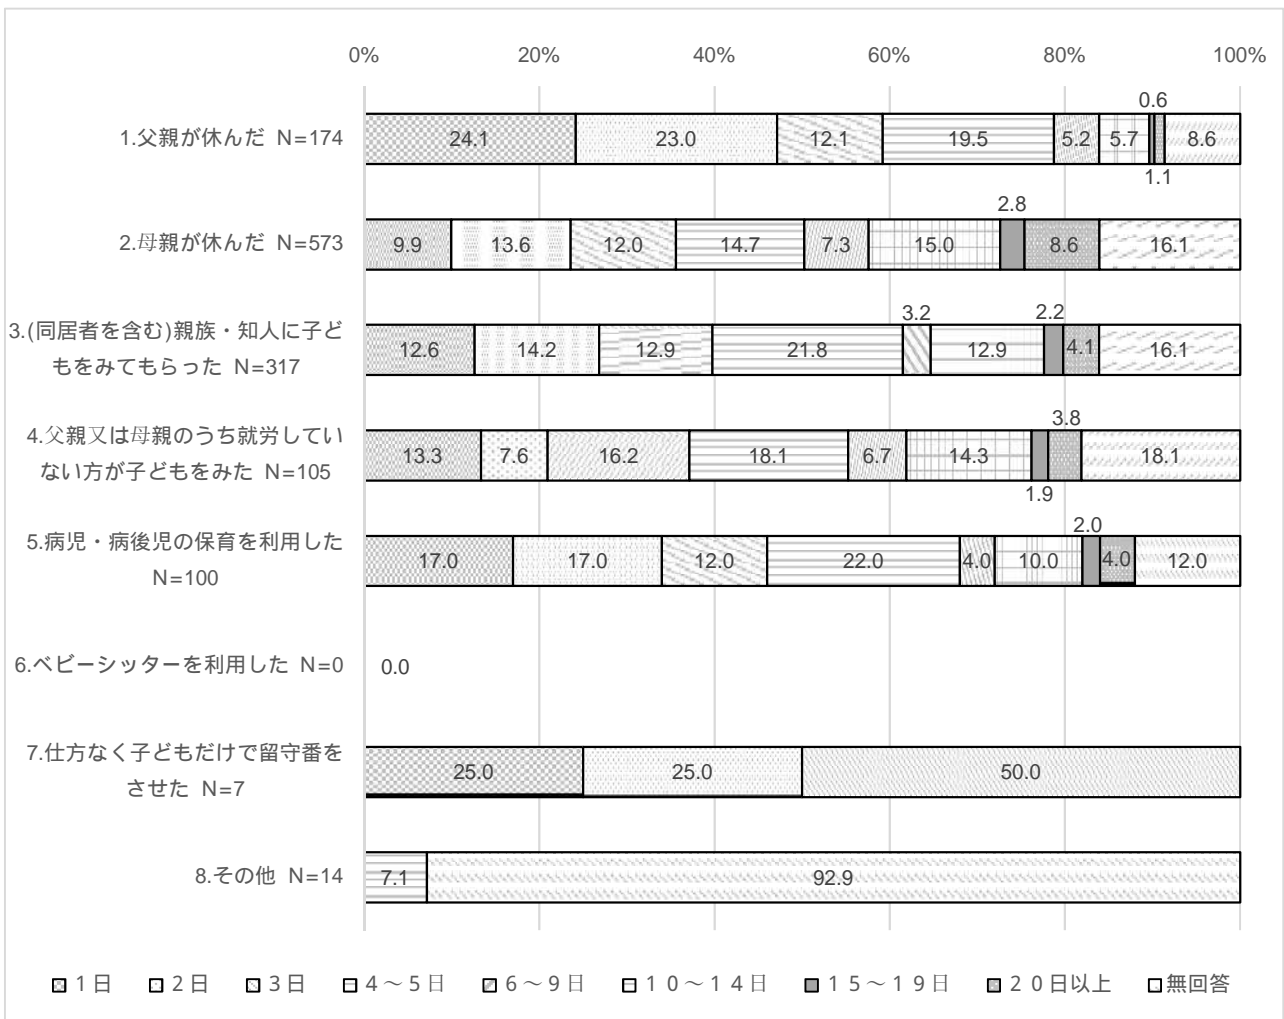 0% 20% 40% 60% 80% 100%
0.6
1.父親が休んだ N=174 24.1 23.0 12.1 19.5 5.2 5.7 8.6
1.1
2.8
2.母親が休んだ N=573 9.9 13.6 12.0 14.7 7.3 15.0 8.6 16.1
3.2 2.2
3.(同居者を含む)親族・知人に子ど
もをみてもらった N=317
12.6 14.2 12.9 21.8 12.9 4.1 16.1
3.8
4.父親又は母親のうち就労してい
ない方が子どもをみた N=105
13.3 7.6 16.2 18.1 6.7 14.3 18.1
1.9
2.0
5.病児・病後児の保育を利用した
N=100
17.0 17.0 12.0 22.0 4.0 10.0 4.0 12.0
6.ベビーシッターを利用した N=0 0.0
7.仕方なく子どもだけで留守番を
させた N=7
25.0 25.0 50.0
8.その他 N=14 7.1 92.9
1日 2日 3日 4～5日 6～9日 10～14日 15～19日 20日以上 無回答